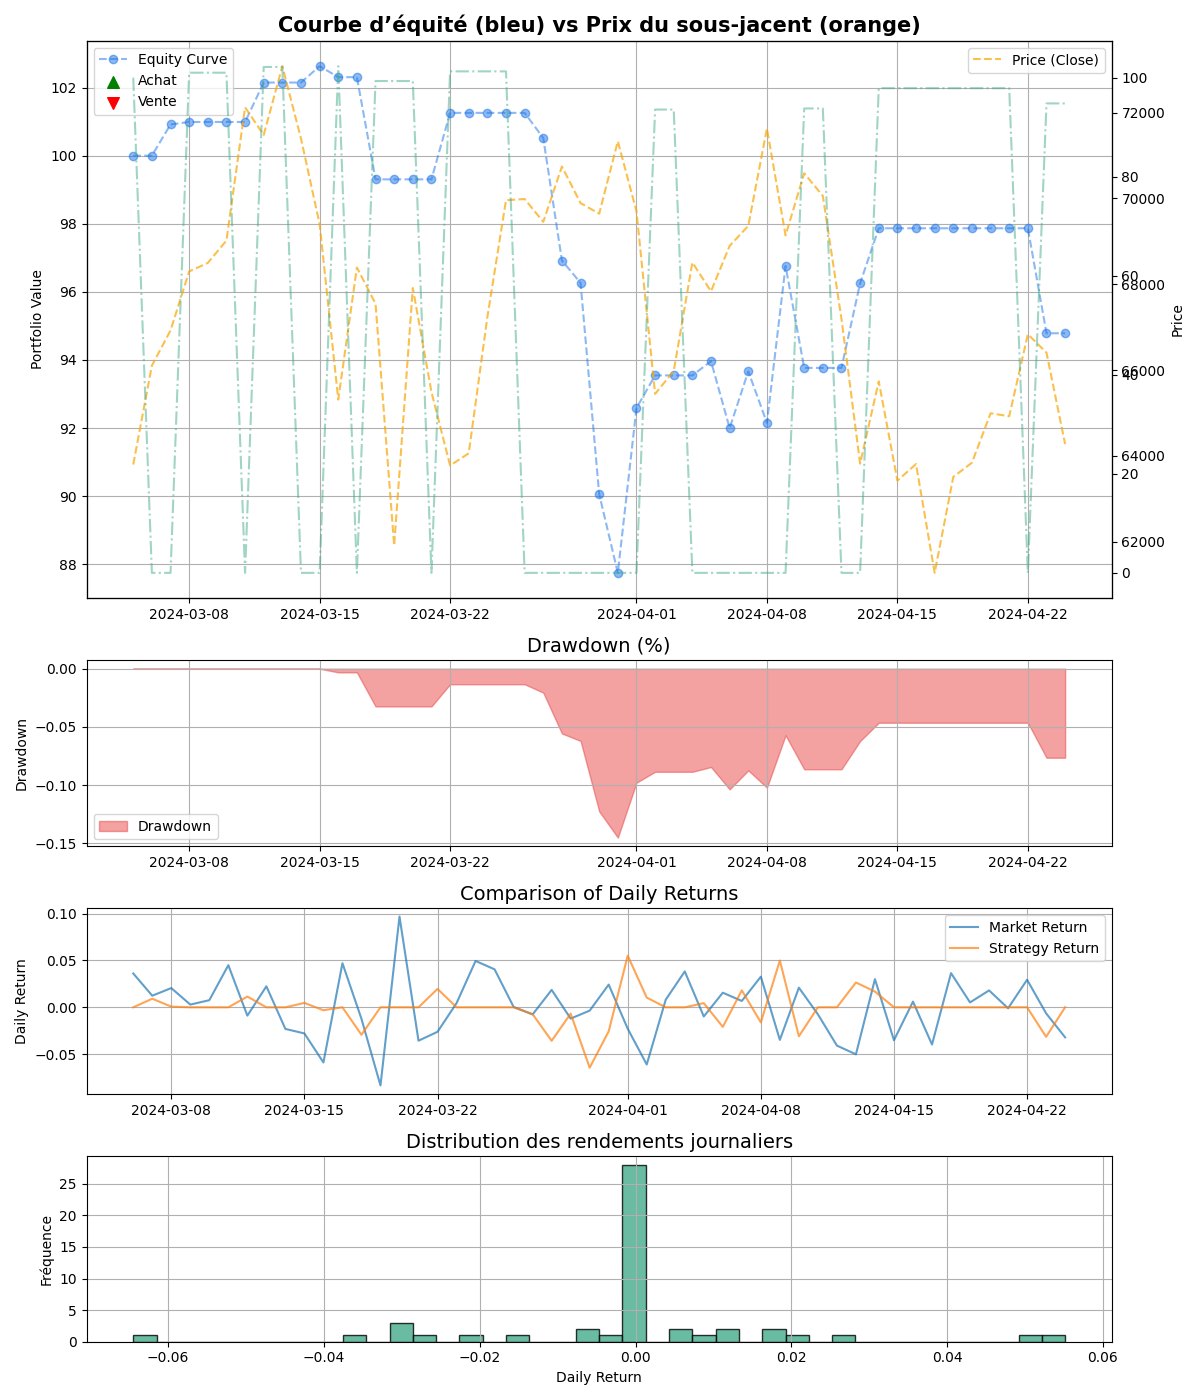 Courbe d’équité (bleu) vs Prix du sous-jacent (orange)
Equity Curve
Achat
Vente
Price (Close)
Portfolio Value
102
100
98
96
94
92
90
88
100
72000
80
70000
60
68000
66000
40
64000
20
62000
0
Price
2024-03-08 2024-03-15 2024-03-22 2024-04-01 2024-04-08 2024-04-15 2024-04-22
Drawdown (%)
Drawdown
0.00
−0.05
−0.10
−0.15
Drawdown
2024-03-08 2024-03-15 2024-03-22 2024-04-01 2024-04-08 2024-04-15 2024-04-22
Comparison of Daily Returns
Daily Return
0.10
0.05
0.00
−0.05
Market Return
Strategy Return
2024-03-08 2024-03-15 2024-03-22 2024-04-01 2024-04-08 2024-04-15 2024-04-22
Distribution des rendements journaliers
Fréquence
25
20
15
10
5
0
−0.06 −0.04 −0.02 0.00 0.02 0.04 0.06
Daily Return